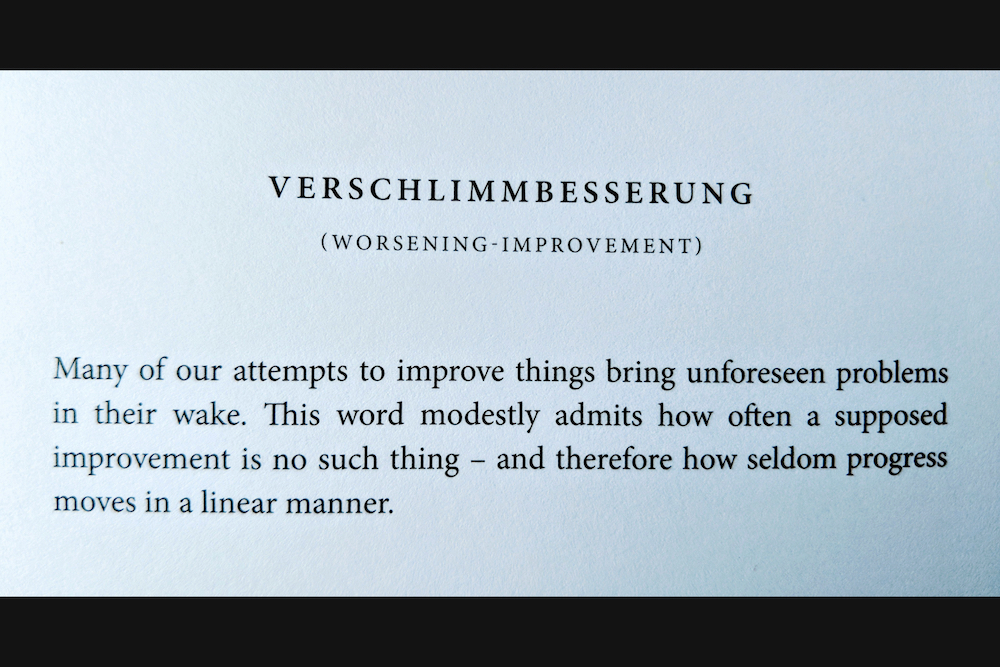 VERSCHLIMMBESSERUNG
(WORSENING-IMPROVEMENT)
Many of our attempts to improve things bring unforeseen problems
in their wake. This word modestly admits how often a supposed
improvement is no such thing – and therefore how seldom progress
moves in a linear manner.